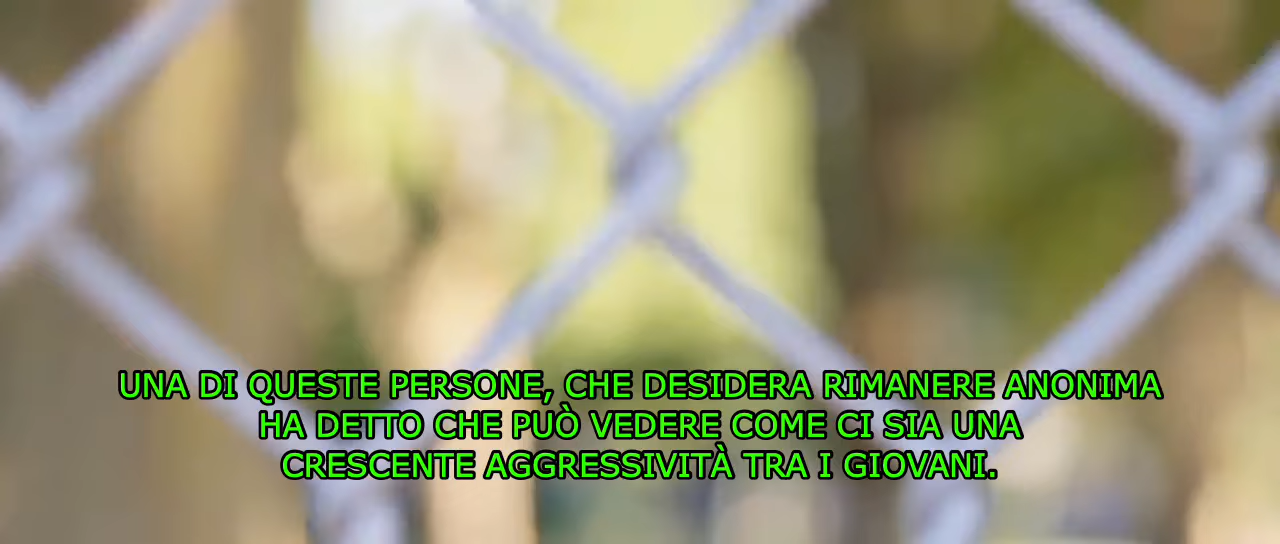 UNA DI QUESTE PERSONE, CHE DESIDERA RIMANERE ANONIMA
HA DETTO CHE PUÒ VEDERE COME CI SIA UNA
CRESCENTE AGGRESSIVITÀ TRA I GIOVANI.